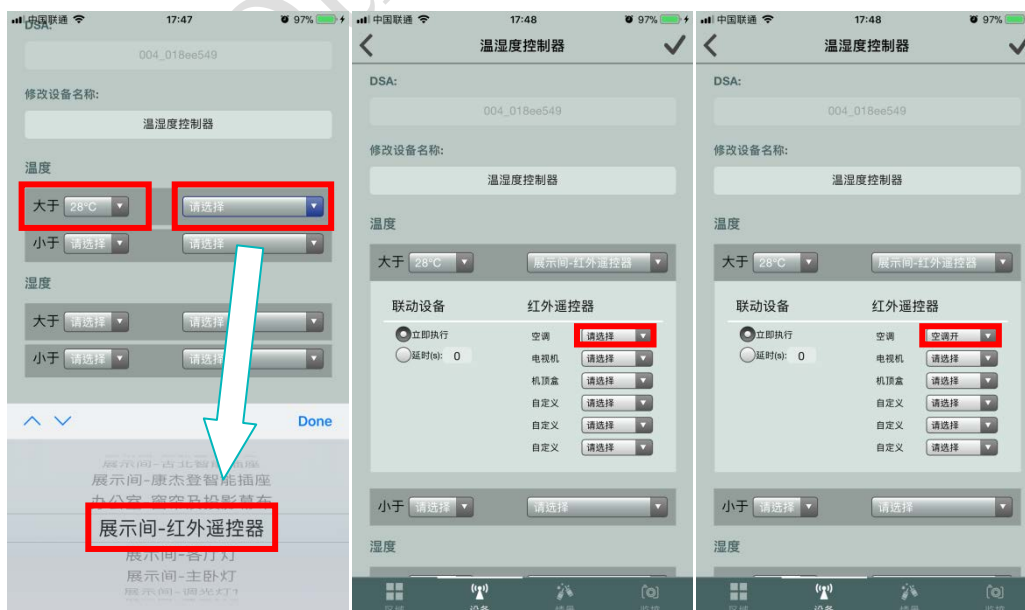 中国联通 17:47 97%
DSA:
004_018ee549
修改设备名称:
温湿度控制器
温度
大于 28°C 请选择
小于 请选择 请选择
湿度
大于 请选择 请选择
小于 请选择 请选择
Done
展示间-康杰登智能插座
办公室-窗帘及投影幕布
展示间-红外遥控器
展示间-客厅灯
展示间-主卧灯
展示间-调光灯1
中国联通 17:48 97%
温湿度控制器
DSA:
004_018ee549
修改设备名称:
温湿度控制器
温度
大于 28°C 展示间-红外遥控器
联动设备 红外遥控器
立即执行 空调 请选择
延时(s): 0 电视机 请选择
机顶盒 请选择
自定义 请选择
自定义 请选择
自定义 请选择
小于 请选择 请选择
湿度
中国联通 17:48 97%
温湿度控制器
DSA:
004_018ee549
修改设备名称:
温湿度控制器
温度
大于 28°C 展示间-红外遥控器
联动设备 红外遥控器
立即执行 空调 空调开
延时(s): 0 电视机 请选择
机顶盒 请选择
自定义 请选择
自定义 请选择
自定义 请选择
小于 请选择 请选择
湿度